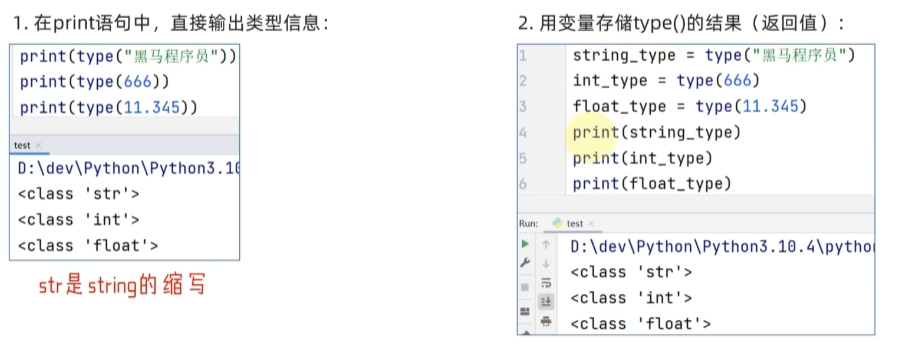 1. 在print语句中，直接输出类型信息：
print(type("黑马程序员"))
print(type(666))
print(type(11.345))
test
D:\dev\Python\Python3.10
<class 'str'>
<class 'int'>
<class 'float'>
str是string的缩写
2. 用变量存储type()的结果（返回值）：
1 string_type = type("黑马程序员")
2 int_type = type(666)
3 float_type = type(11.345)
4 print(string_type)
5 print(int_type)
6 print(float_type)
Run: test
D:\dev\Python\Python3.10.4\python
<class 'str'>
<class 'int'>
<class 'float'>